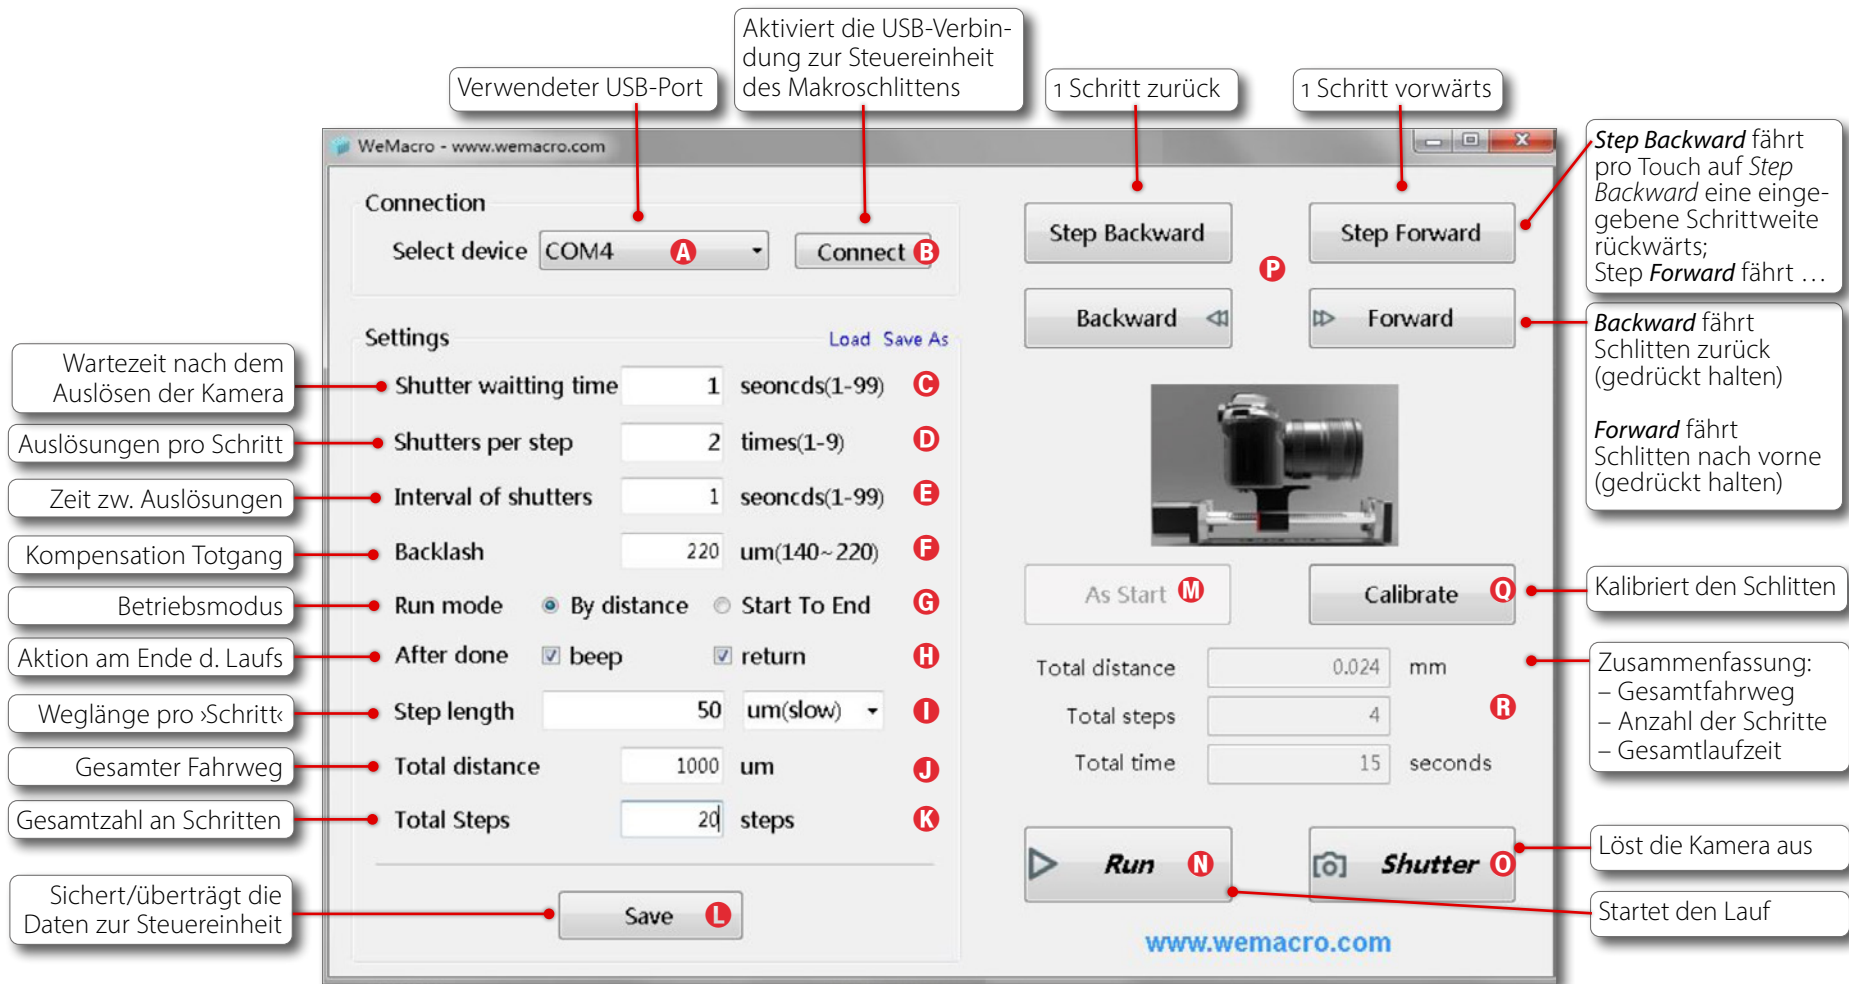 Aktiviert die USB-Verbin-
dung zur Steuereinheit
des Makroschlittens
Verwendeter USB-Port
1 Schritt zurück
1 Schritt vorwärts
WeMacro - www.wemacro.com
Connection
Select device COM4 A
Connect B
Settings
Load Save As
Wartezeit nach dem
Auslösen der Kamera
Shutter waitting time 1 seoncds(1-99) C
Auslösungen pro Schritt
Shutters per step 2 times(1-9) D
Zeit zw. Auslösungen
Interval of shutters 1 seoncds(1-99) E
Kompensation Totgang
Backlash 220 um(140~220) F
Betriebsmodus
Run mode By distance Start To End G
Aktion am Ende d. Laufs
After done beep return H
Weglänge pro ›Schritt‹
Step length 50 um(slow) I
Gesamter Fahrweg
Total distance 1000 um J
Gesamtzahl an Schritten
Total Steps 20 steps K
Sichert/überträgt die
Daten zur Steuereinheit
Save L
Step Backward
Step Forward
P
Backward
Forward
Step Backward fährt
pro Touch auf Step
Backward eine einge-
gebene Schrittweite
rückwärts;
Step Forward fährt ...
Backward fährt
Schlitten zurück
(gedrückt halten)
Forward fährt
Schlitten nach vorne
(gedrückt halten)
As Start M
Calibrate Q
Kalibriert den Schlitten
Total distance 0.024 mm
Total steps 4
R
Total time 15 seconds
Zusammenfassung:
– Gesamtfahrweg
– Anzahl der Schritte
– Gesamtlaufzeit
Run N
Shutter O
Löst die Kamera aus
Startet den Lauf
www.wemacro.com